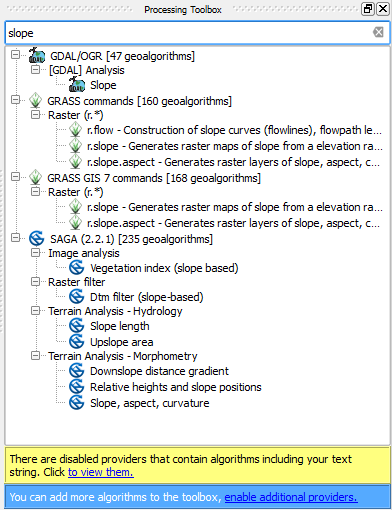 Processing Toolbox
slope
GDAL/OGR [47 geoalgorithms]
[GDAL] Analysis
Slope
GRASS commands [160 geoalgorithms]
Raster (r.*)
r.flow - Construction of slope curves (flowlines), flowpath le...
r.slope - Generates raster maps of slope from a elevation ra...
r.slope.aspect - Generates raster layers of slope, aspect, c...
GRASS GIS 7 commands [168 geoalgorithms]
Raster (r.*)
r.slope - Generates raster maps of slope from a elevation ra...
r.slope.aspect - Generates raster layers of slope, aspect, c...
SAGA (2.2.1) [235 geoalgorithms]
Image analysis
Vegetation index (slope based)
Raster filter
Dtm filter (slope-based)
Terrain Analysis - Hydrology
Slope length
Upslope area
Terrain Analysis - Morphometry
Downslope distance gradient
Relative heights and slope positions
Slope, aspect, curvature
There are disabled providers that contain algorithms including your text
string. Click to view them.
You can add more algorithms to the toolbox, enable additional providers.